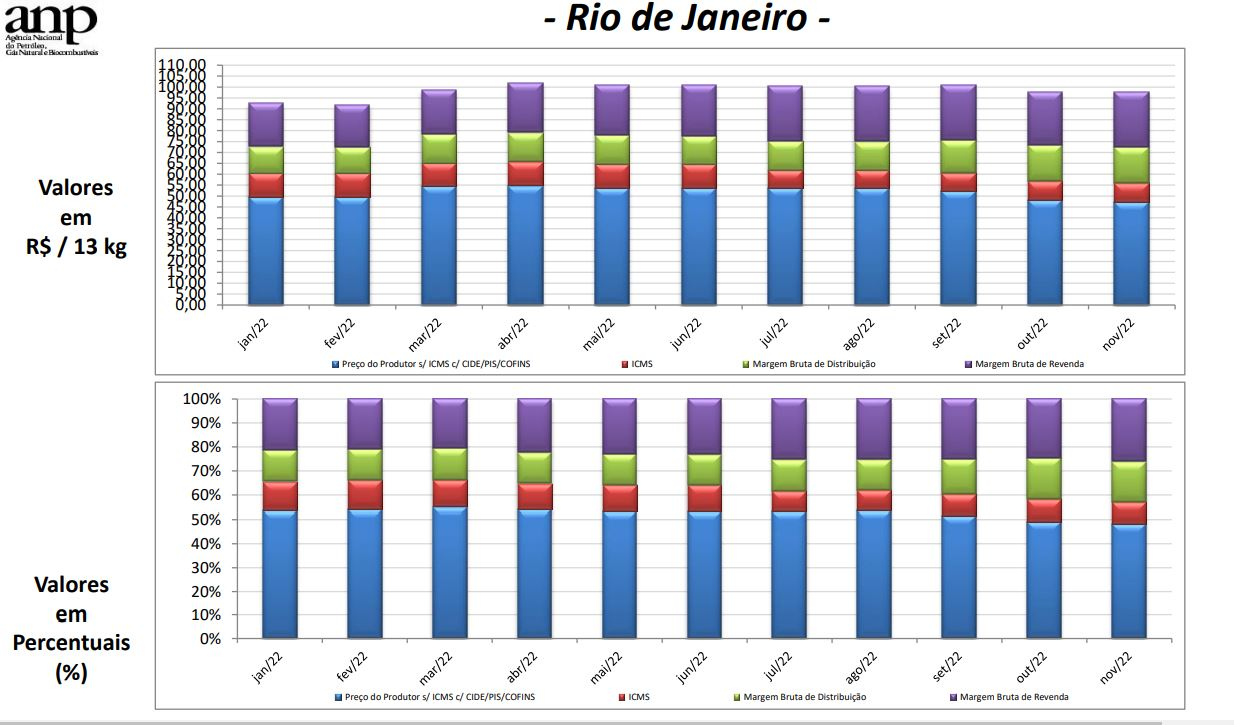 anp
Agência Nacional
do Petróleo,
Gás Natural e Biocombustíveis
- Rio de Janeiro -
Valores
em
R$ / 13 kg
110,00
105,00
100,00
95,00
90,00
85,00
80,00
75,00
70,00
65,00
60,00
55,00
50,00
45,00
40,00
35,00
30,00
25,00
20,00
15,00
10,00
5,00
0,00
jan/22 fev/22 mar/22 abr/22 mai/22 jun/22 jul/22 ago/22 set/22 out/22 nov/22
Preço do Produtor s/ ICMS c/ CIDE/PIS/COFINS ICMS Margem Bruta de Distribuição Margem Bruta de Revenda
Valores
em
Percentuais
(%)
100%
90%
80%
70%
60%
50%
40%
30%
20%
10%
0%
jan/22 fev/22 mar/22 abr/22 mai/22 jun/22 jul/22 ago/22 set/22 out/22 nov/22
Preço do Produtor s/ ICMS c/ CIDE/PIS/COFINS ICMS Margem Bruta de Distribuição Margem Bruta de Revenda